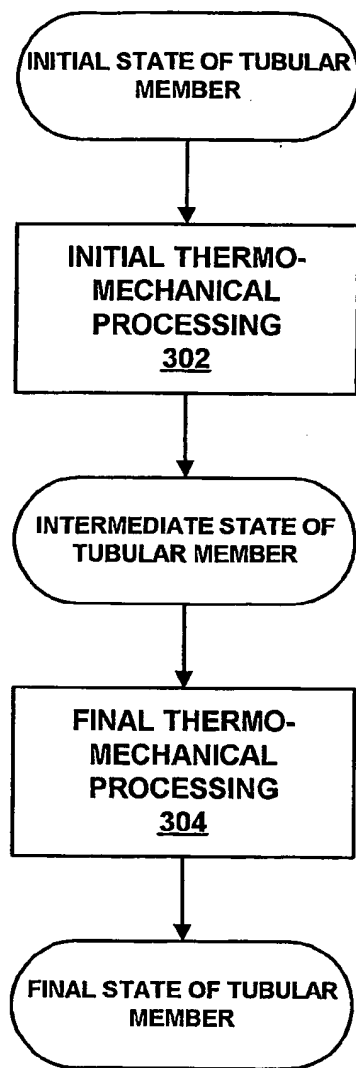 INITIAL STATE OF TUBULAR
MEMBER
INITIAL THERMO-
MECHANICAL
PROCESSING
302
INTERMEDIATE STATE OF
TUBULAR MEMBER
FINAL THERMO-
MECHANICAL
PROCESSING
304
FINAL STATE OF TUBULAR
MEMBER